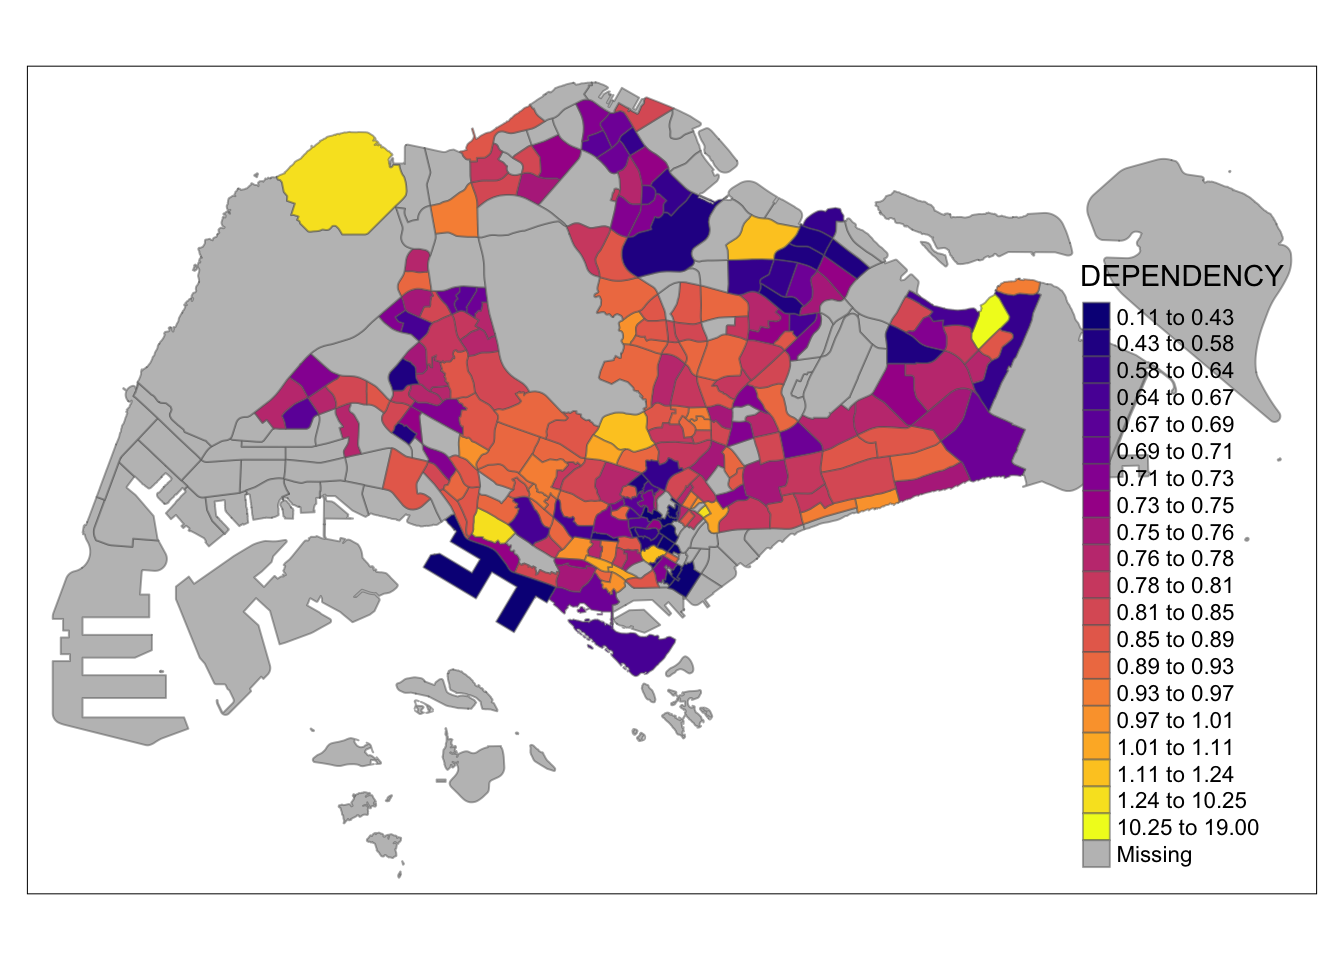 DEPENDENCY
0.11 to 0.43
0.43 to 0.58
0.58 to 0.64
0.64 to 0.67
0.67 to 0.69
0.69 to 0.71
0.71 to 0.73
0.73 to 0.75
0.75 to 0.76
0.76 to 0.78
0.78 to 0.81
0.81 to 0.85
0.85 to 0.89
0.89 to 0.93
0.93 to 0.97
0.97 to 1.01
1.01 to 1.11
1.11 to 1.24
1.24 to 10.25
10.25 to 19.00
Missing